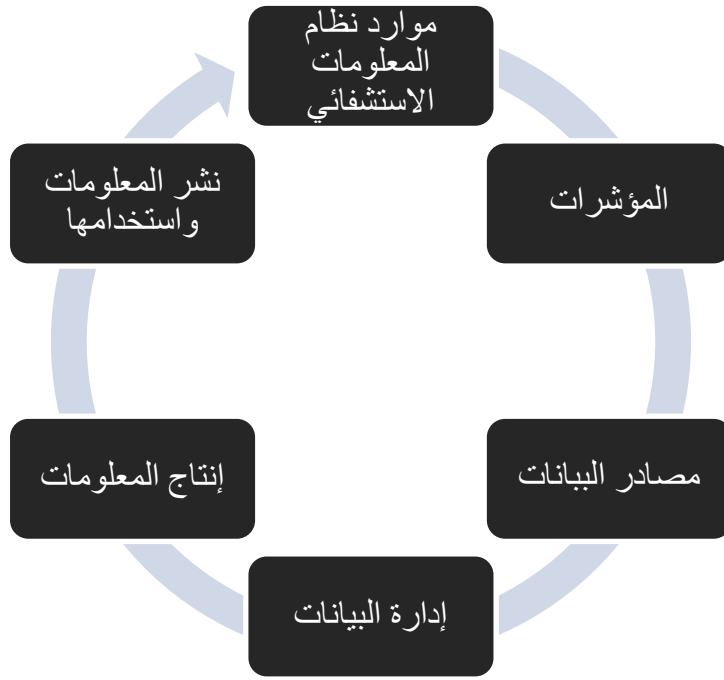 موارد نظام
المعلومات
الاستشفائي
المؤشرات
مصادر البيانات
إدارة البيانات
إنتاج المعلومات
نشر المعلومات
واستخدامها